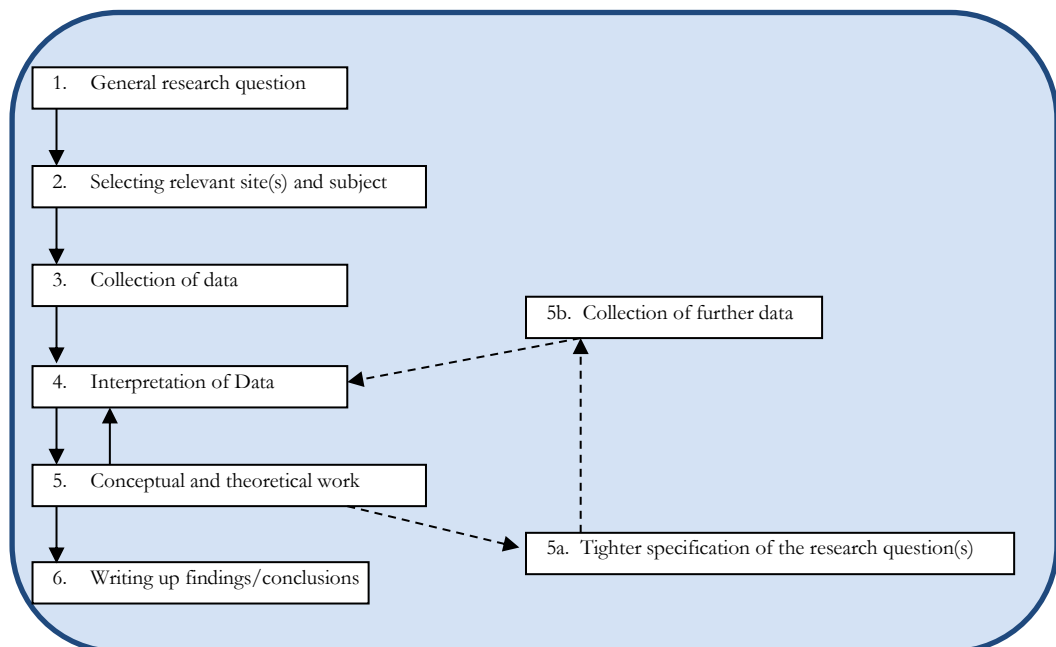 1. General research question
2. Selecting relevant site(s) and subject
3. Collection of data
5b. Collection of further data
4. Interpretation of Data
5. Conceptual and theoretical work
5a. Tighter specification of the research question(s)
6. Writing up findings/conclusions